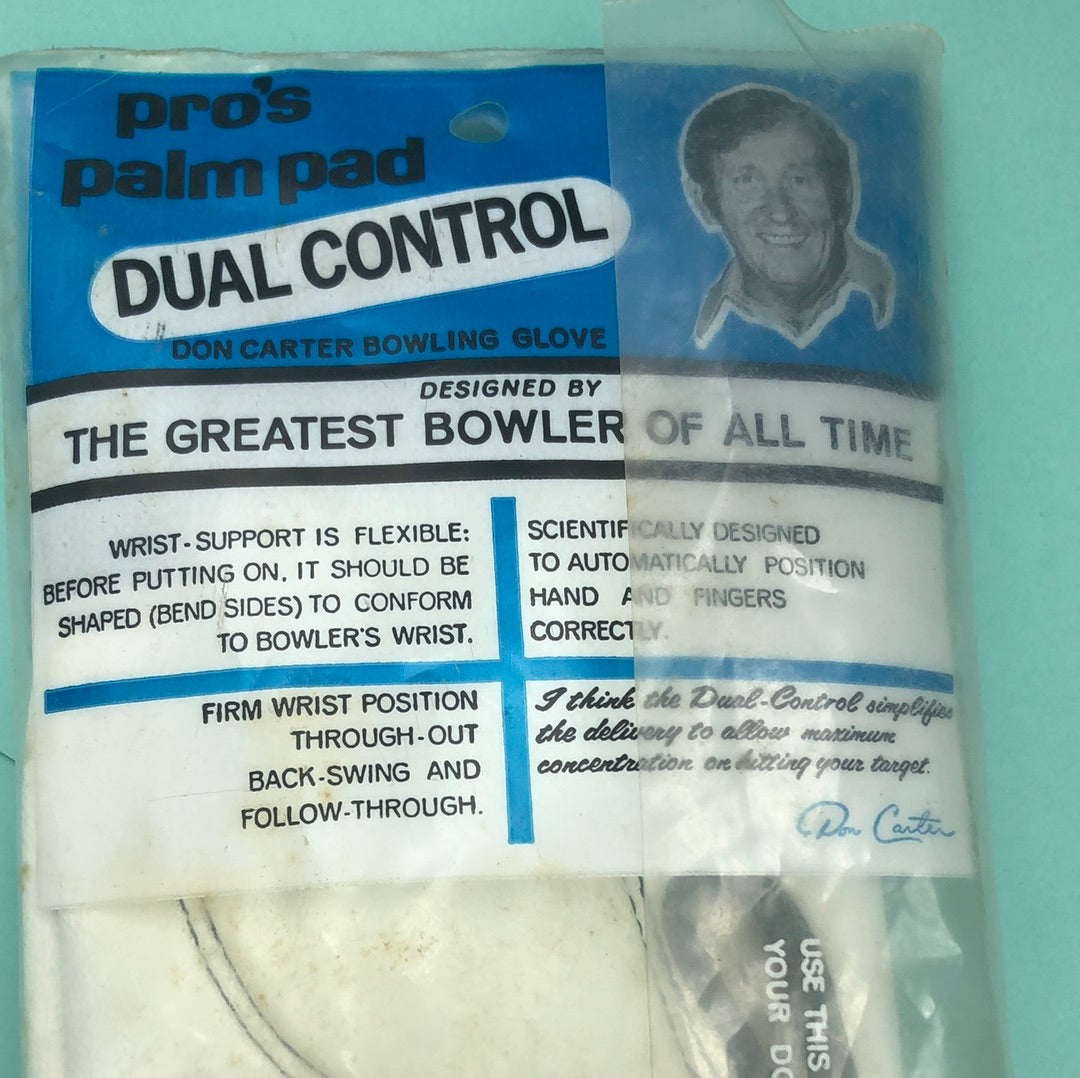 pro's
palm pad
DUAL CONTROL
DON CARTER BOWLING GLOVE
DESIGNED BY
THE GREATEST BOWLER OF ALL TIME
WRIST-SUPPORT IS FLEXIBLE:
BEFORE PUTTING ON, IT SHOULD BE
SHAPED (BEND SIDES) TO CONFORM
TO BOWLER'S WRIST.
SCIENTIFICALLY DESIGNED
TO AUTOMATICALLY POSITION
HAND AND FINGERS
CORRECTLY.
FIRM WRIST POSITION
THROUGH-OUT
BACK-SWING AND
FOLLOW-THROUGH.
I think the Dual-Control simplifies
the delivery to allow maximum
concentration on hitting your target.
Don Carter
USE THIS
YOUR